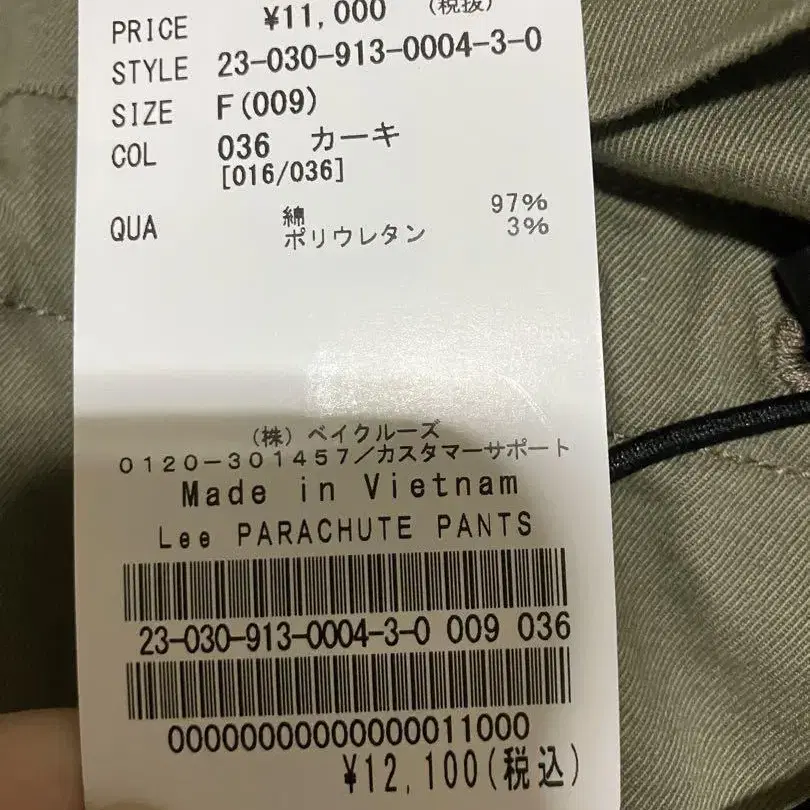 PRICE ¥11,000 (税抜)
STYLE 23-030-913-0004-3-0
SIZE F(009)
COL 036 カーキ
[016/036]
QUA 綿 97%
ポリウレタン 3%
(株)ベイクルーズ
0120-301457/カスタマーサポート
Made in Vietnam
Lee PARACHUTE PANTS
23-030-913-0004-3-0 009 036
00000000000000011000
¥12,100(税込)